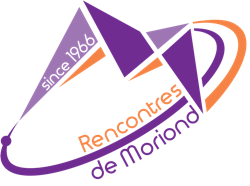 since 1966
Rencontres
de Moriond